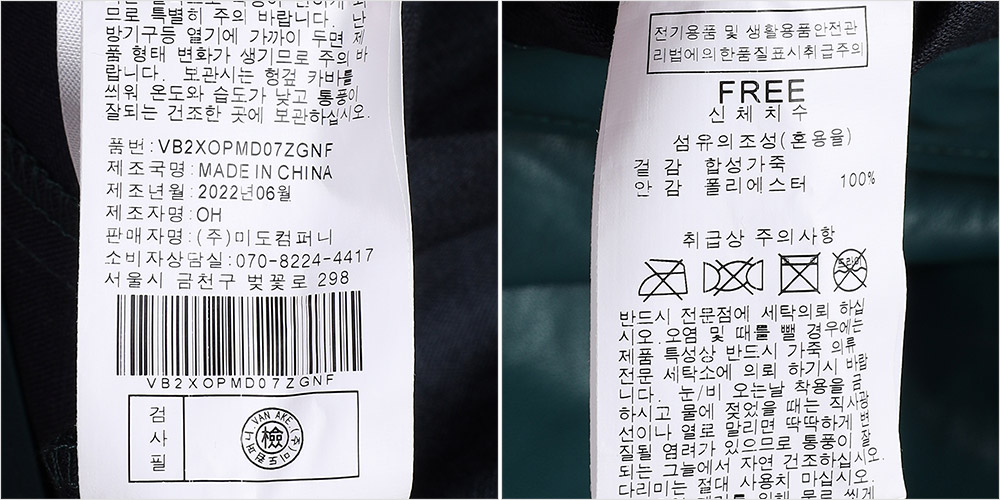 므로 특별히 주의 바랍니다. 난
방기구등 열기에 가까이 두면 제
품 형태 변화가 생기므로 주의 바
랍니다. 보관시는 헝겊 카바를
씌워 온도와 습도가 낮고 통풍이
잘되는 건조한 곳에 보관하십시오.
품번:VB2XOPMD07ZGNF
제조국명:MADE IN CHINA
제조년월:2022년06월
제조자명:OH
판매자명:(주)미도컴퍼니
소비자상담실:070-8224-4417
서울시 금천구 벚꽃로 298
VB2XOPMD07ZGNF
검
사
필
VAN AKE (주)미도컴퍼니
檢
전기용품 및 생활용품안전관
리법에의한품질표시취급주의
FREE
신체치수
섬유의조성(혼용율)
겉감 합성가죽
안감 폴리에스터 100%
취급상 주의사항
드라이
반드시 전문점에 세탁의뢰 하십
시오.오염 및 때를 뺄 경우에는
제품 특성상 반드시 가죽 의류
전문 세탁소에 의뢰 하기시 바랍
니다. 눈/비 오는날 착용을 금
하시고 물에 젖었을 때는 직사광
선이나 열로 말리면 딱딱하게 변
질될 염려가 있으므로 통풍이 잘
되는 그늘에서 자연 건조하십시오.
다리미는 절대 사용치 마십시오.